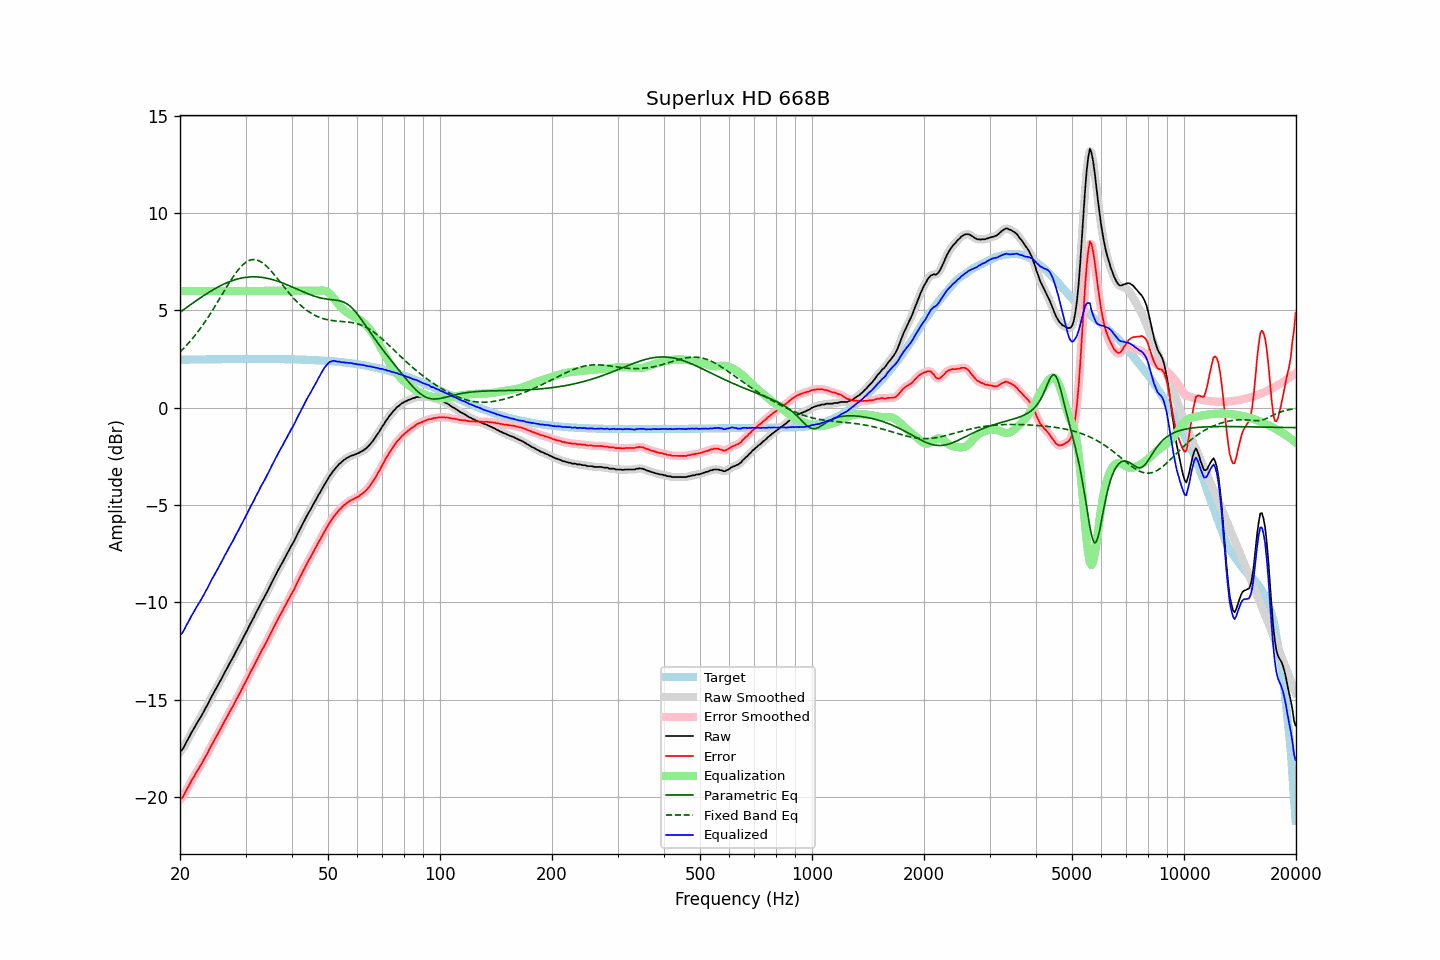 Superlux HD 668B
15
10
5
0
−5
−10
−15
−20
Amplitude (dBr)
20
50
100
200
500
1000
2000
5000
10000
20000
Frequency (Hz)
Target
Raw Smoothed
Error Smoothed
Raw
Error
Equalization
Parametric Eq
Fixed Band Eq
Equalized